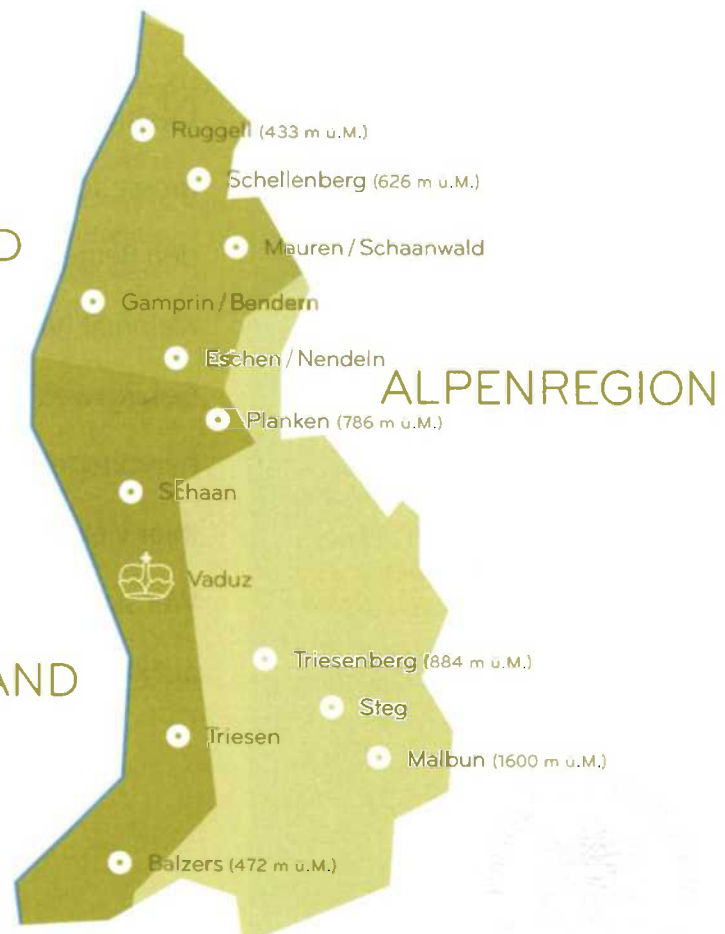 Ruggell (433 m ü.M.)
Schellenberg (626 m ü.M.)
D
Mauren / Schaanwald
Gamprin / Bendern
Eschen / Nendeln
ALPENREGION
Planken (786 m ü.M.)
Schaan
Vaduz
Triesenberg (884 m ü.M.)
AND
Steg
Triesen
Malbun (1600 m ü.M.)
Balzers (472 m ü.M.)